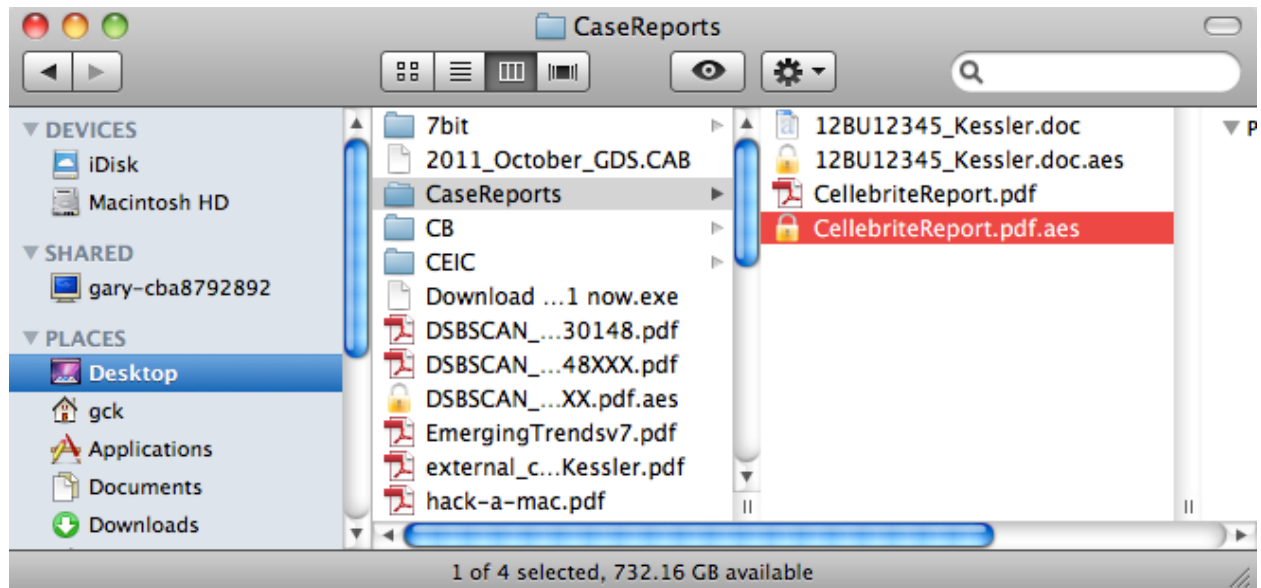 CaseReports
DEVICES
iDisk
Macintosh HD
SHARED
gary-cba8792892
PLACES
Desktop
gck
Applications
Documents
Downloads
7bit
2011_October_GDS.CAB
CaseReports
CB
CEIC
Download ...1 now.exe
DSBSCAN_...30148.pdf
DSBSCAN_...48XXX.pdf
DSBSCAN_...XX.pdf.aes
EmergingTrendsv7.pdf
external_c...Kessler.pdf
hack-a-mac.pdf
12BU12345_Kessler.doc
12BU12345_Kessler.doc.aes
CellebriteReport.pdf
CellebriteReport.pdf.aes
P
1 of 4 selected, 732.16 GB available